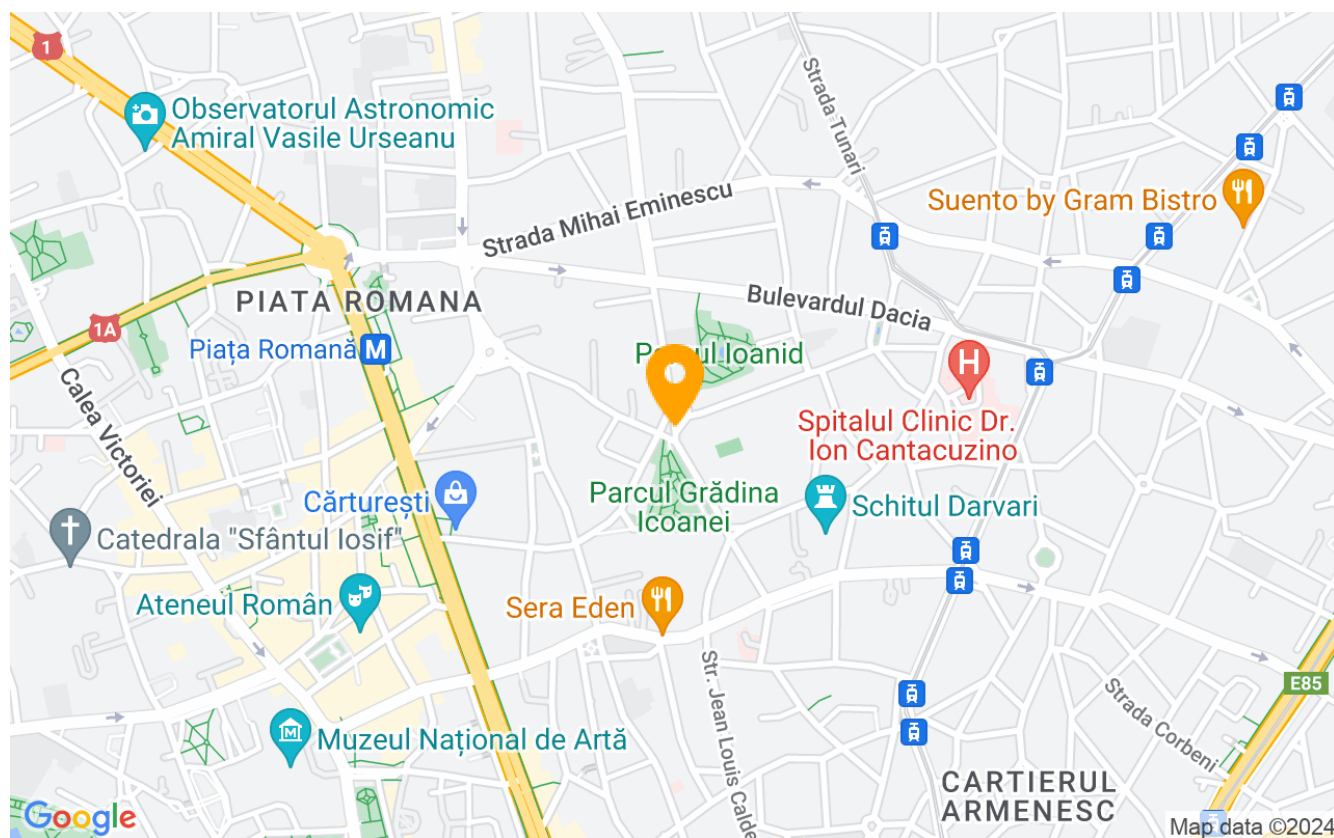 1
Observatorul Astronomic
Amiral Vasile Urseanu
Strada Tunari
Strada Mihai Eminescu
Suento by Gram Bistro
PIATA ROMANA
1A
Piața Romană
M
Bulevardul Dacia
Parcul Ioanid
H
Calea Victoriei
Spitalul Clinic Dr.
Ion Cantacuzino
Cărturești
Parcul Grădina
Icoanei
Schitul Darvari
Catedrala "Sfântul Iosif"
Ateneul Român
Sera Eden
Str. Jean Louis Calde
E85
Strada Corbeni
M
Muzeul Național de Artă
CARTIERUL
ARMENESC
Google
Map data ©2024